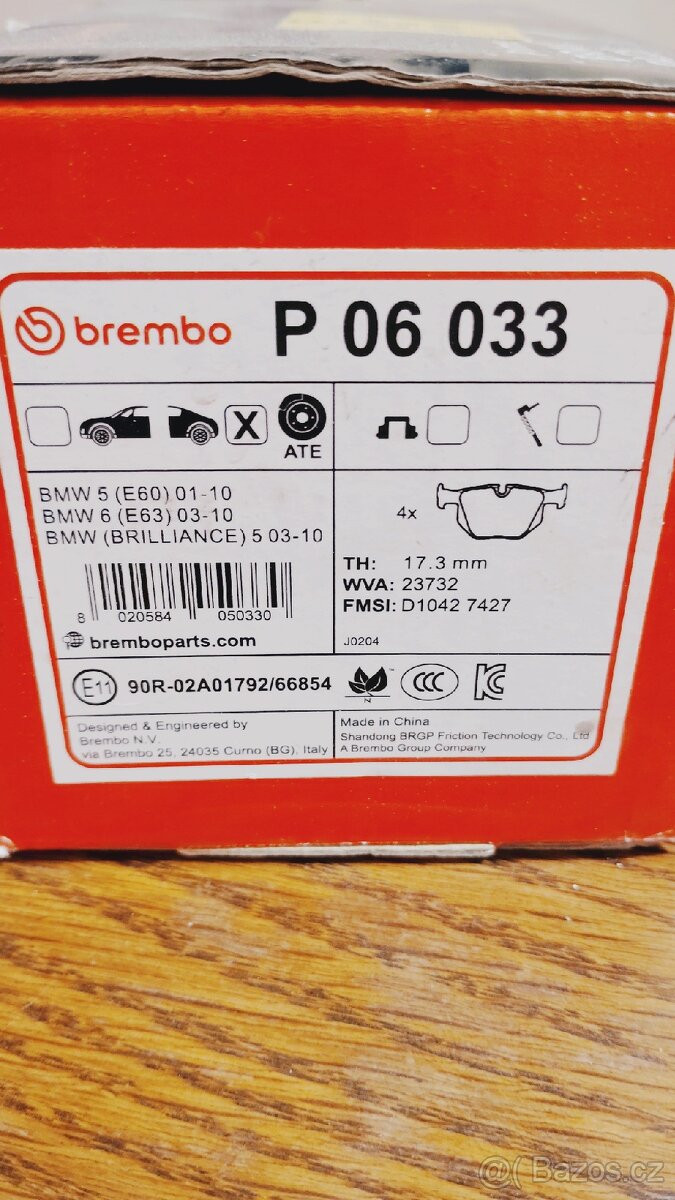 brembo P 06 033
X
ATE
BMW 5 (E60) 01-10
BMW 6 (E63) 03-10
BMW (BRILLIANCE) 5 03-10
8 020584 050330
bremboparts.com
4x
TH: 17.3 mm
WVA: 23732
FMSI: D1042 7427
J0204
E11 90R-02A01792/66854
N
CCC
KC
Designed & Engineered by
Brembo N.V.
via Brembo 25, 24035 Curno (BG), Italy
Made in China
Shandong BRGP Friction Technology Co., Ltd
A Brembo Group Company
@( Bazos.cz